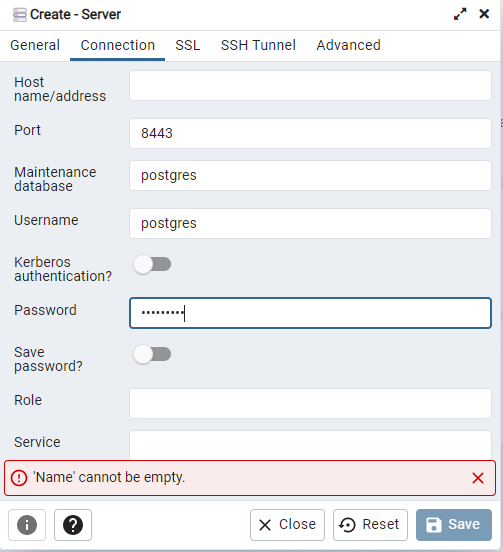 Create - Server
General Connection SSL SSH Tunnel Advanced
Host
name/address
Port 8443
Maintenance
database postgres
Username postgres
Kerberos
authentication?
Password •••••••••
Save
password?
Role
Service
'Name' cannot be empty.
Close Reset Save